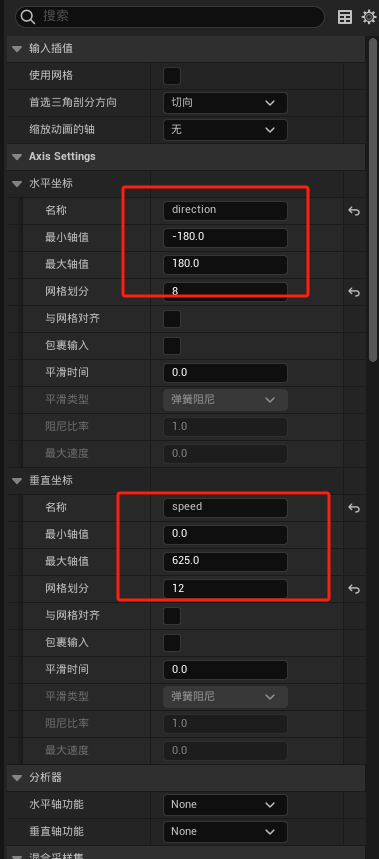 搜索
输入插值
使用网格
首选三角剖分方向 切向
缩放动画的轴 无
Axis Settings
水平坐标
名称 direction
最小轴值 -180.0
最大轴值 180.0
网格划分 8
与网格对齐
包裹输入
平滑时间 0.0
平滑类型 弹簧阻尼
阻尼比率 1.0
最大速度 0.0
垂直坐标
名称 speed
最小轴值 0.0
最大轴值 625.0
网格划分 12
与网格对齐
包裹输入
平滑时间 0.0
平滑类型 弹簧阻尼
阻尼比率 1.0
最大速度 0.0
分析器
水平轴功能 None
垂直轴功能 None
混合采样集